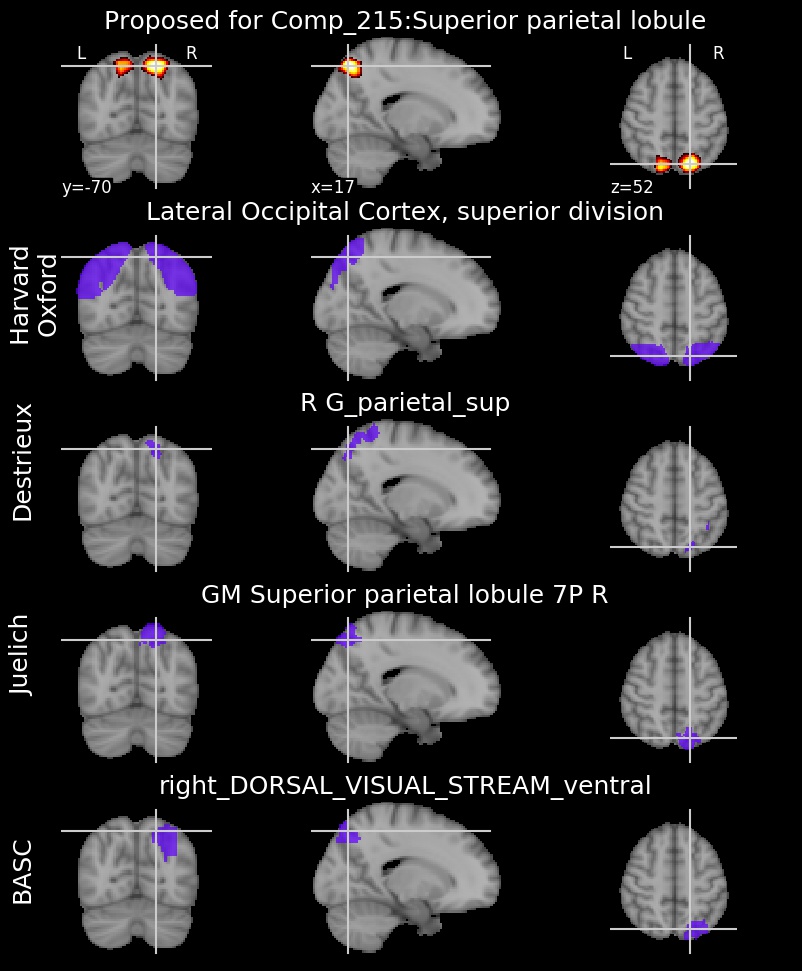 Proposed for Comp_215:Superior parietal lobule
L R
L R
y=-70
x=17
z=52
Lateral Occipital Cortex, superior division
Harvard
Oxford
R G_parietal_sup
Destrieux
GM Superior parietal lobule 7P R
Juelich
right_DORSAL_VISUAL_STREAM_ventral
BASC